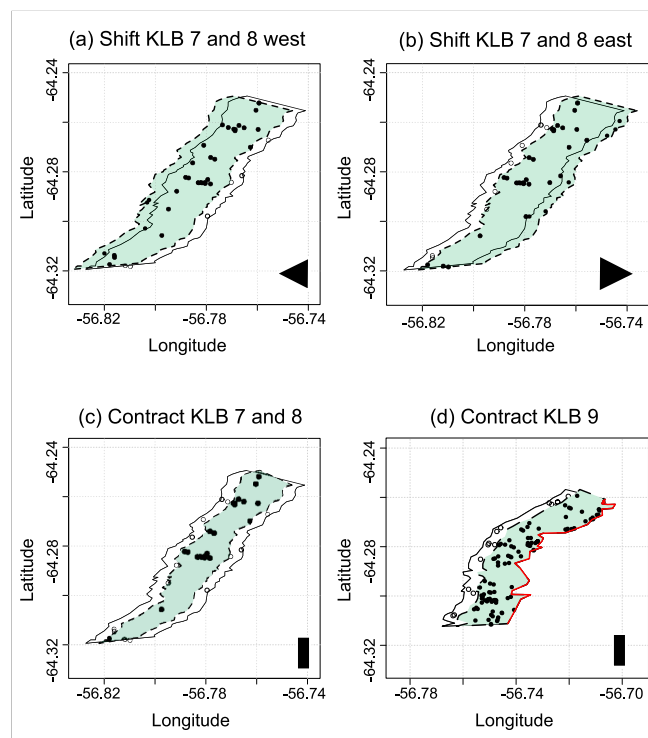 (a) Shift KLB 7 and 8 west
(b) Shift KLB 7 and 8 east
Latitude
-64.24
-64.28
-64.32
-56.82
-56.78
-56.74
Longitude
Latitude
-64.24
-64.28
-64.32
-56.82
-56.78
-56.74
Longitude
(c) Contract KLB 7 and 8
(d) Contract KLB 9
Latitude
-64.24
-64.28
-64.32
-56.82
-56.78
-56.74
Longitude
Latitude
-64.24
-64.28
-64.32
-56.78
-56.74
-56.70
Longitude